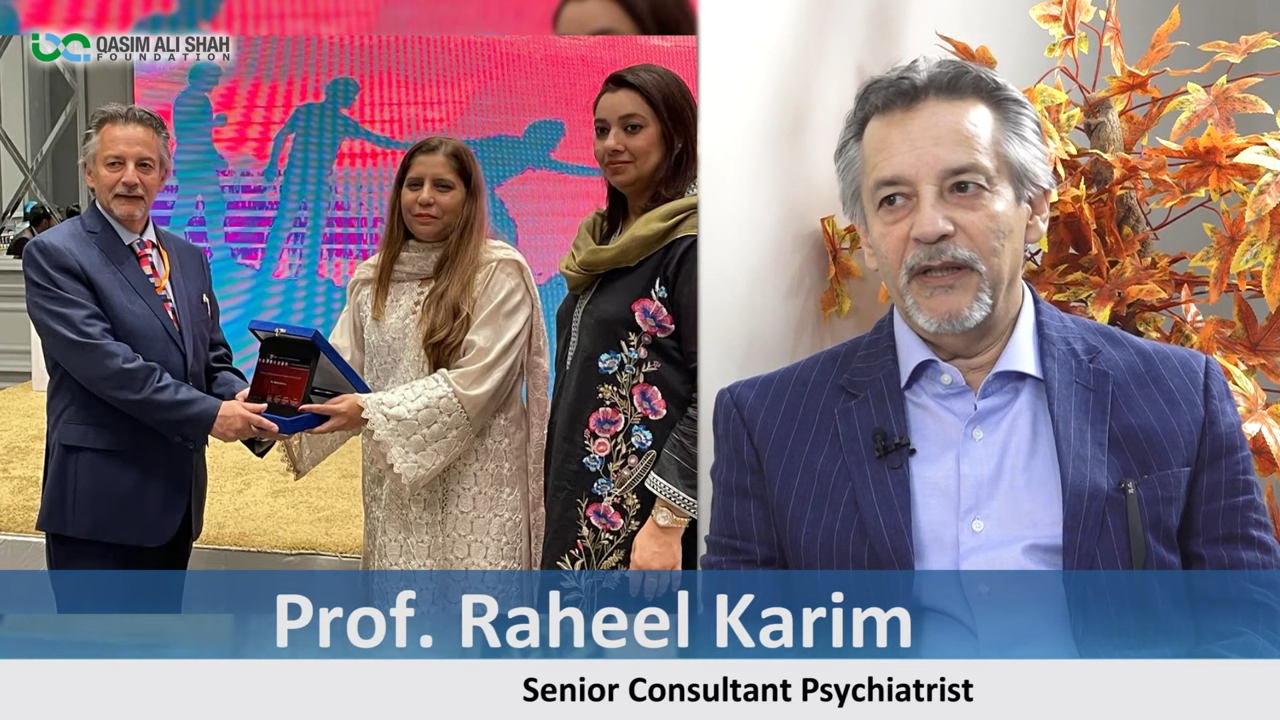 QASIM ALI SHAH
FOUNDATION
Prof. Raheel Karim
Senior Consultant Psychiatrist